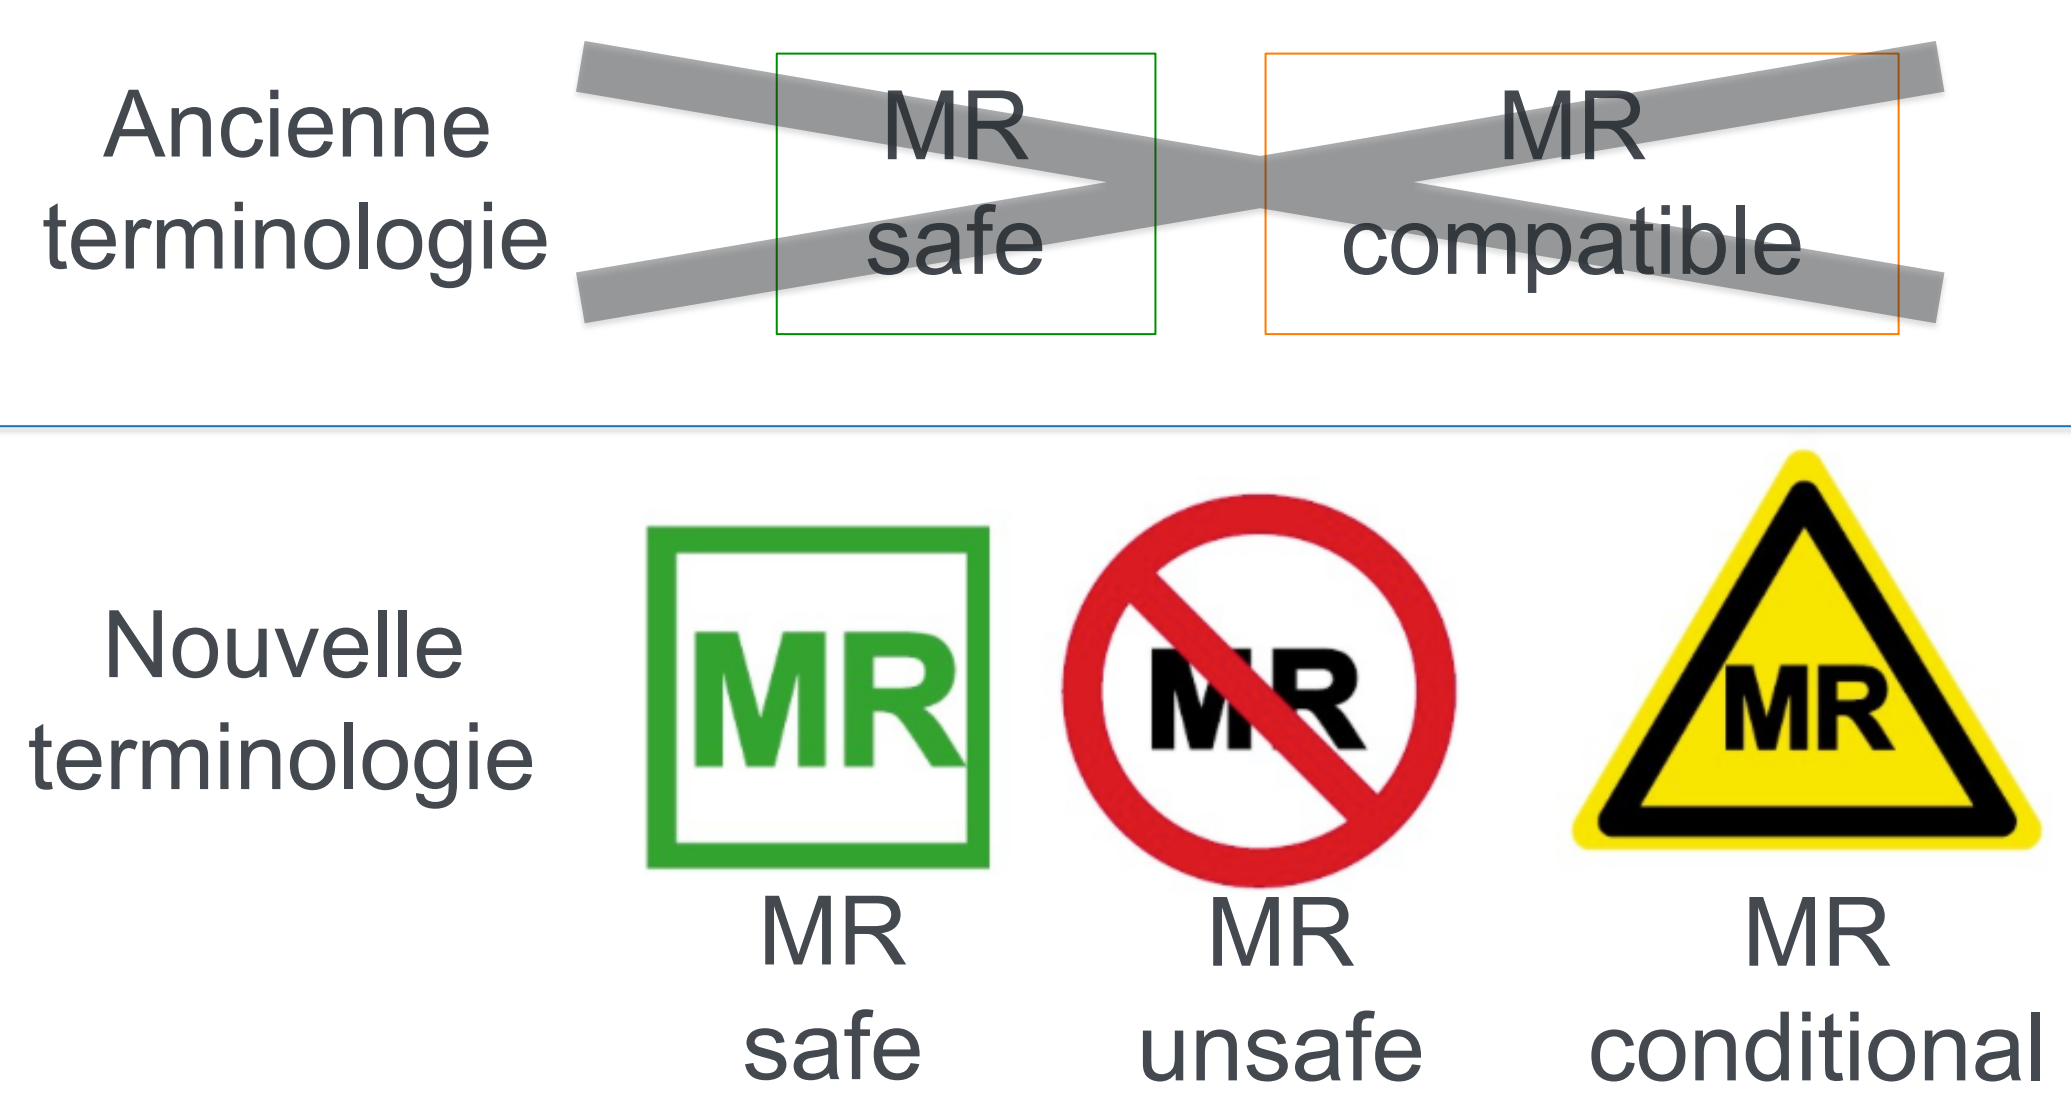 Ancienne
terminologie
MR
safe
MR
compatible
Nouvelle
terminologie
MR
MR
MR
MR
safe
MR
unsafe
MR
conditional